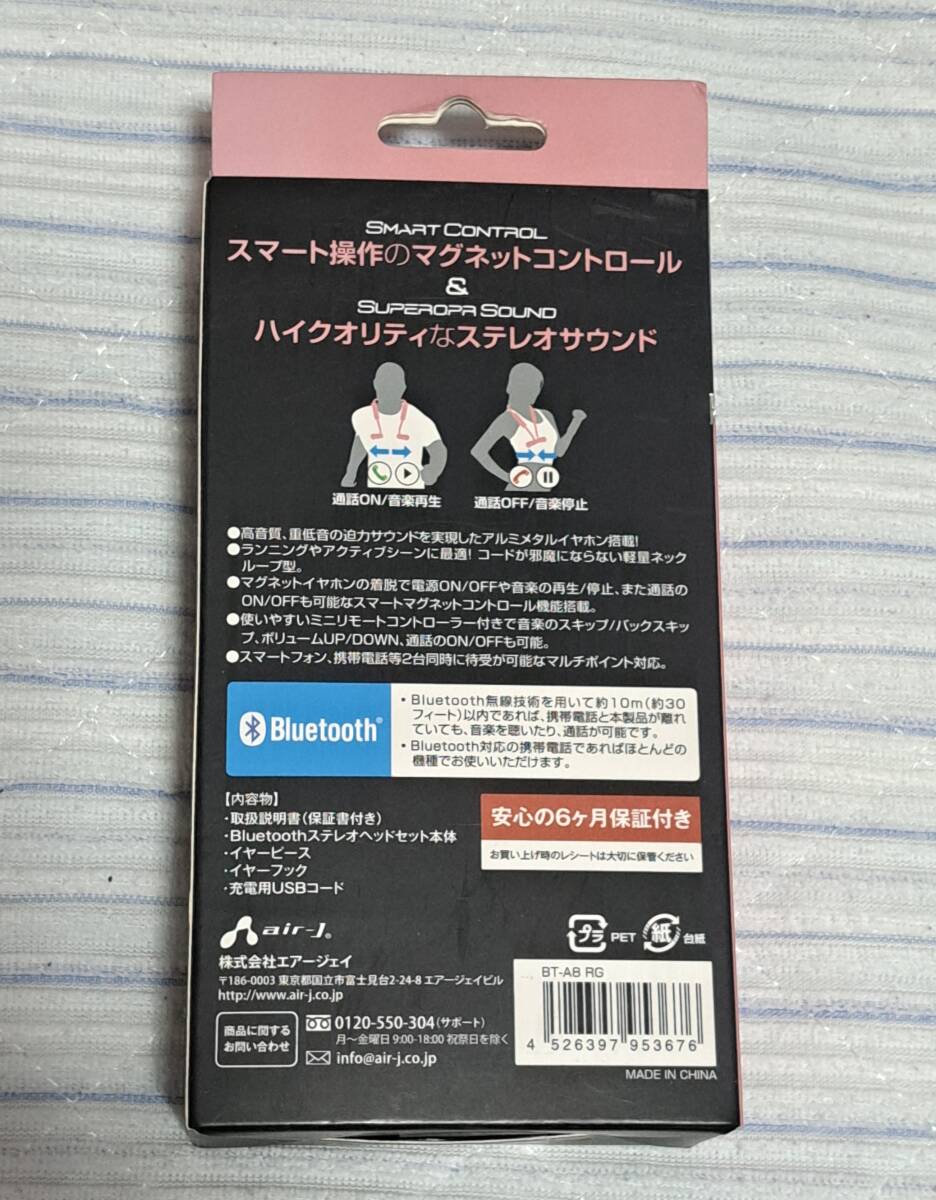 SMART CONTROL
スマート操作のマグネットコントロール
&
SUPEROPR SOUND
ハイクオリティなステレオサウンド
通話ON/音楽再生
通話OFF/音楽停止
●高音質、重低音の迫力サウンドを実現したアルミメタルイヤホン搭載!
●ランニングやアクティブシーンに最適! コードが邪魔にならない軽量ネック
ループ型。
●マグネットイヤホンの着脱で電源ON/OFFや音楽の再生/停止、また通話の
ON/OFFも可能なスマートマグネットコントロール機能搭載。
●使いやすいミニリモートコントローラー付きで音楽のスキップ/バックスキッ
プ、ボリュームUP/DOWN、通話のON/OFFも可能。
●スマートフォン、携帯電話等2台同時に待受が可能なマルチポイント対応。
Bluetooth®
・Bluetooth無線技術を用いて約10m(約30
フィート)以内であれば、携帯電話と本製品が離れ
ていても、音楽を聴いたり、通話が可能です。
・Bluetooth対応の携帯電話であればほとんどの
機種でお使いいただけます。
【内容物】
・取扱説明書(保証書付き)
・Bluetoothステレオヘッドセット本体
・イヤーピース
・イヤーフック
・充電用USBコード
安心の6ヶ月保証付き
お買い上げ時のレシートは大切に保管ください
air-J®
プラ PET 紙 台紙
株式会社エアージェイ
〒186-0003 東京都国立市富士見台2-24-8 エアージェイビル
http://www.air-j.co.jp
商品に関する
お問い合わせ
0120-550-304(サポート)
月～金曜日 9:00-18:00 祝祭日を除く
info@air-j.co.jp
BT-A8 RG
4 526397 953676
MADE IN CHINA